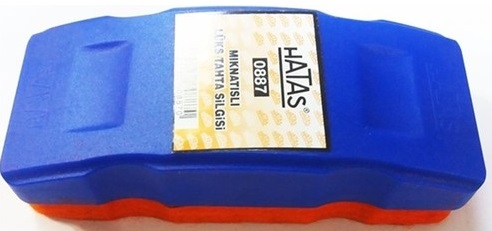 HATAS®
0887
MIKNATISLI
LÜKS TAHTA SİLGİSİ